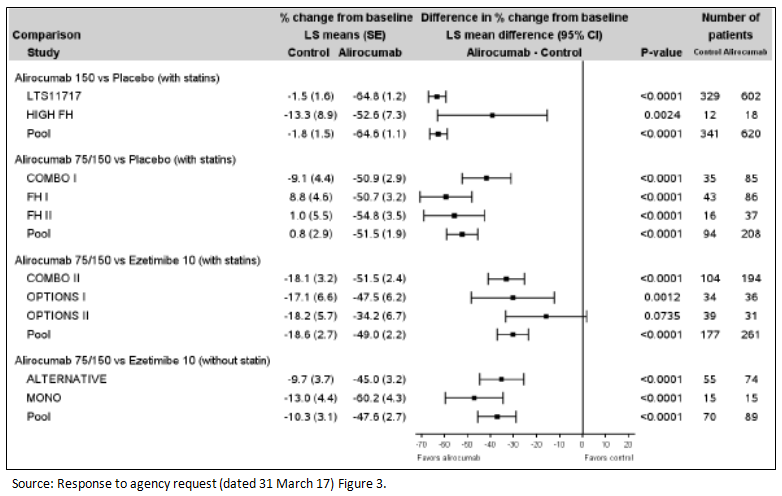 % change from baseline Difference in % change from baseline Number of
Comparison LS means (SE) LS mean difference (95% CI) patients
Study Control Alirocumab Alirocumab - Control P-value Control Alirocumab
Alirocumab 150 vs Placebo (with statins)
LTS11717 -1.5 (1.6) -64.8 (1.2) <0.0001 329 602
HIGH FH -13.3 (8.9) -52.6 (7.3) 0.0024 12 18
Pool -1.8 (1.5) -64.6 (1.1) <0.0001 341 620
Alirocumab 75/150 vs Placebo (with statins)
COMBO I -9.1 (4.4) -50.9 (2.9) <0.0001 35 85
FH I 8.8 (4.6) -50.7 (3.2) <0.0001 43 86
FH II 1.0 (5.5) -54.8 (3.5) <0.0001 16 37
Pool 0.8 (2.9) -51.5 (1.9) <0.0001 94 208
Alirocumab 75/150 vs Ezetimibe 10 (with statins)
COMBO II -18.1 (3.2) -51.5 (2.4) <0.0001 104 194
OPTIONS I -17.1 (6.6) -47.5 (6.2) 0.0012 34 36
OPTIONS II -18.2 (5.7) -34.2 (6.7) 0.0735 39 31
Pool -18.6 (2.7) -49.0 (2.2) <0.0001 177 261
Alirocumab 75/150 vs Ezetimibe 10 (without statin)
ALTERNATIVE -9.7 (3.7) -45.0 (3.2) <0.0001 55 74
MONO -13.0 (4.4) -60.2 (4.3) <0.0001 15 15
Pool -10.3 (3.1) -47.6 (2.7) <0.0001 70 89
-70 -60 -50 -40 -30 -20 -10 0 10 20
Favors alirocumab Favors control
Source: Response to agency request (dated 31 March 17) Figure 3.